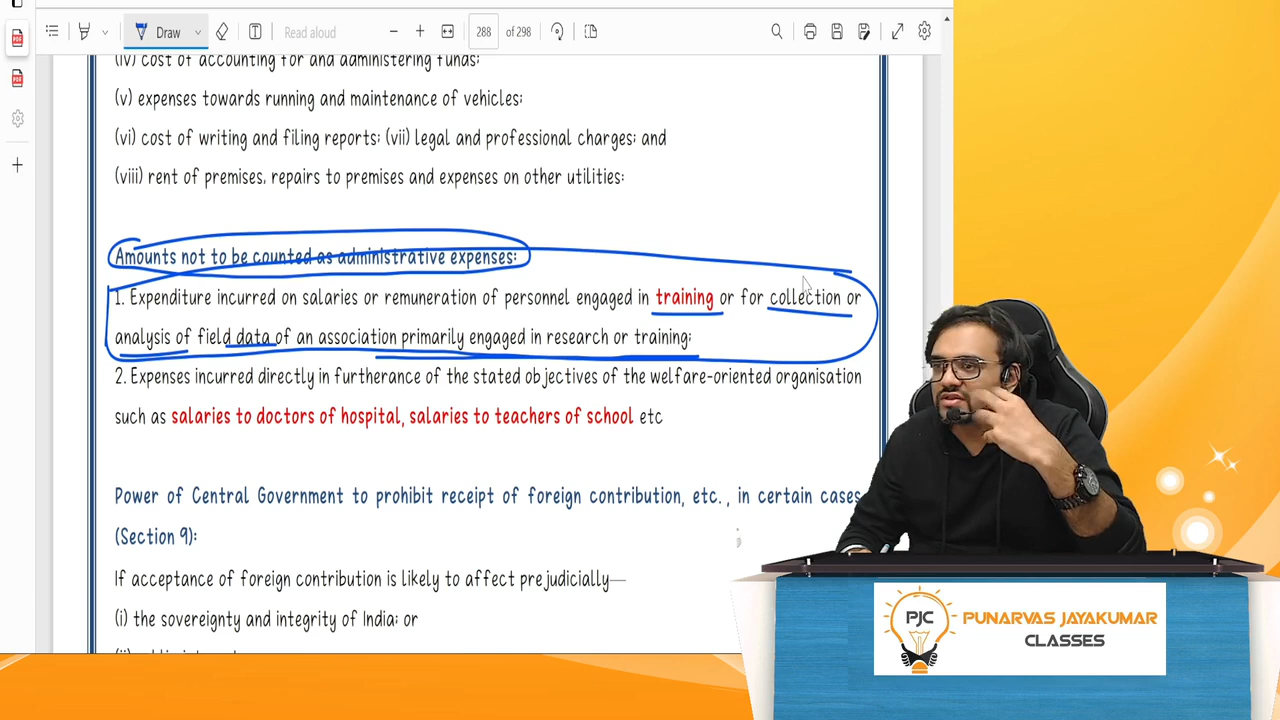 Draw
Read aloud
288
of 298
(iv) cost of accounting for and administering funds;
(v) expenses towards running and maintenance of vehicles;
(vi) cost of writing and filing reports; (vii) legal and professional charges; and
(viii) rent of premises, repairs to premises and expenses on other utilities:
Amounts not to be counted as administrative expenses:
1. Expenditure incurred on salaries or remuneration of personnel engaged in training or for collection or
analysis of field data of an association primarily engaged in research or training;
2. Expenses incurred directly in furtherance of the stated objectives of the welfare-oriented organisation
such as salaries to doctors of hospital, salaries to teachers of school etc
Power of Central Government to prohibit receipt of foreign contribution, etc., in certain cases
(Section 9):
If acceptance of foreign contribution is likely to affect prejudicially—
(i) the sovereignty and integrity of India; or
PJC
PUNARVAS JAYAKUMAR
CLASSES